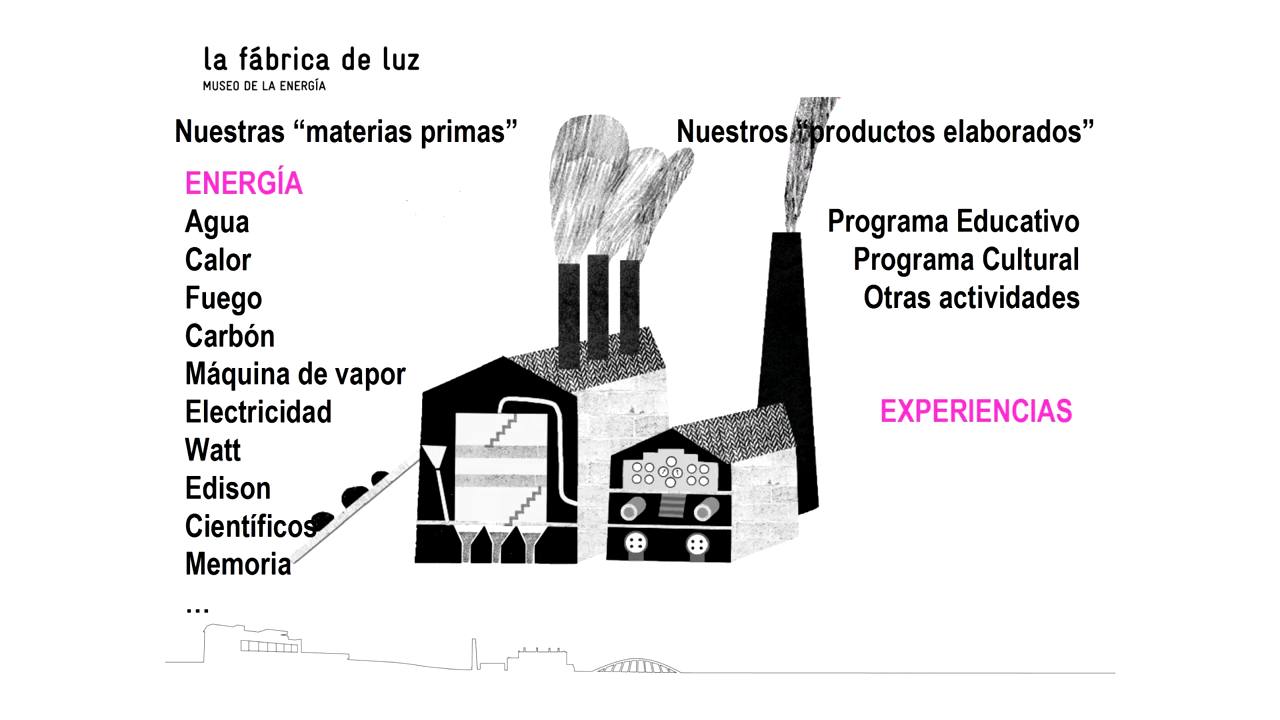 la fábrica de luz
MUSEO DE LA ENERGÍA
Nuestras “materias primas”
ENERGÍA
Agua
Calor
Fuego
Carbón
Máquina de vapor
Electricidad
Watt
Edison
Científicos
Memoria
…
Nuestros “productos elaborados”
Programa Educativo
Programa Cultural
Otras actividades
EXPERIENCIAS